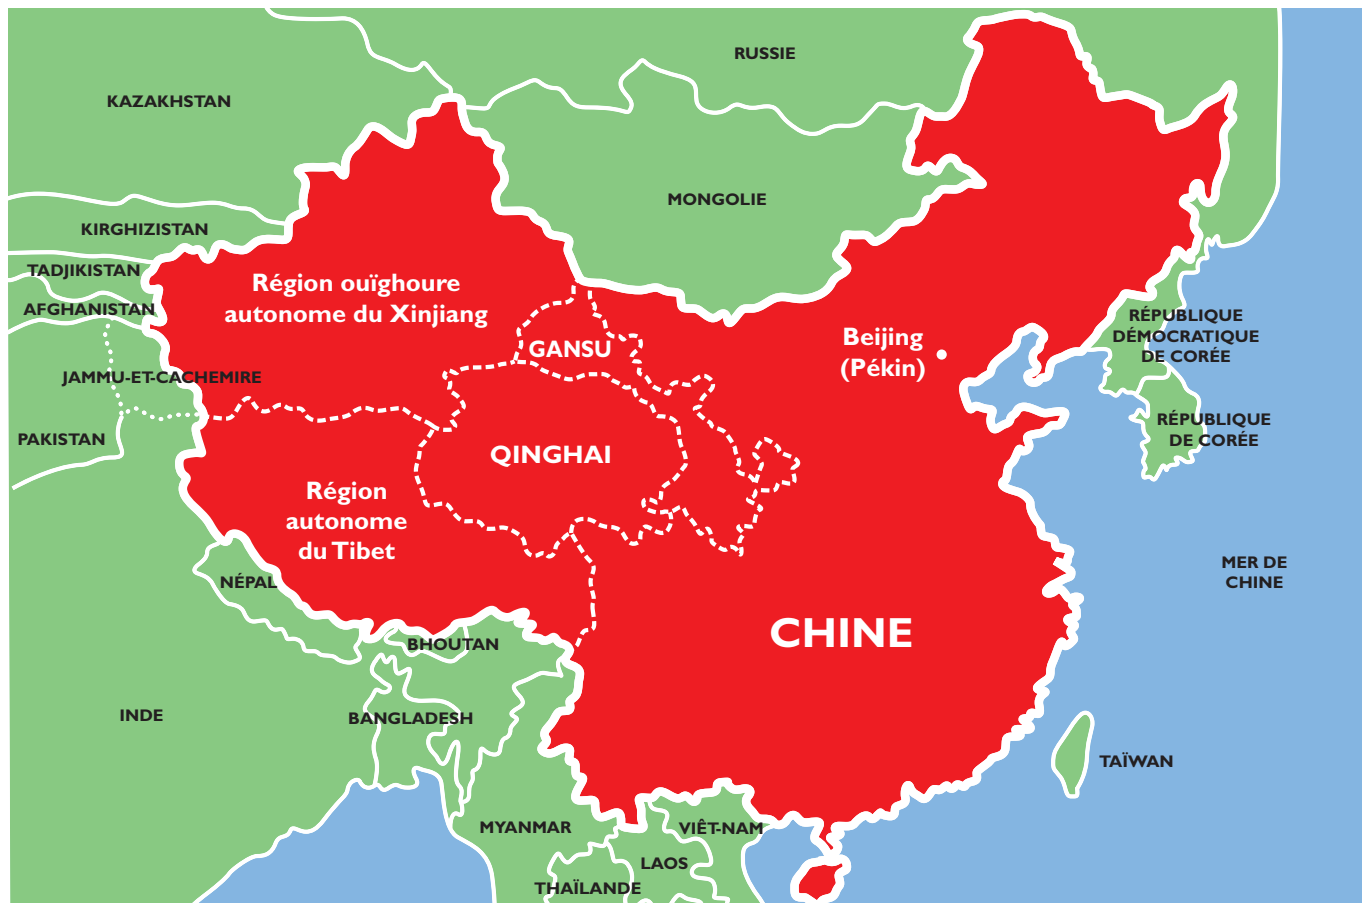 RUSSIE
KAZAKHSTAN
MONGOLIE
KIRGHIZISTAN
TADJIKISTAN
AFGHANISTAN
Région ouïghoure
autonome du Xinjiang
GANSU
Beijing
(Pékin)
RÉPUBLIQUE
DÉMOCRATIQUE
DE CORÉE
JAMMU-ET-CACHEMIRE
PAKISTAN
QINGHAI
RÉPUBLIQUE
DE CORÉE
Région
autonome
du Tibet
MER DE
CHINE
NÉPAL
CHINE
BHOUTAN
INDE
BANGLADESH
TAÏWAN
MYANMAR
VIÊT-NAM
LAOS
THAÏLANDE